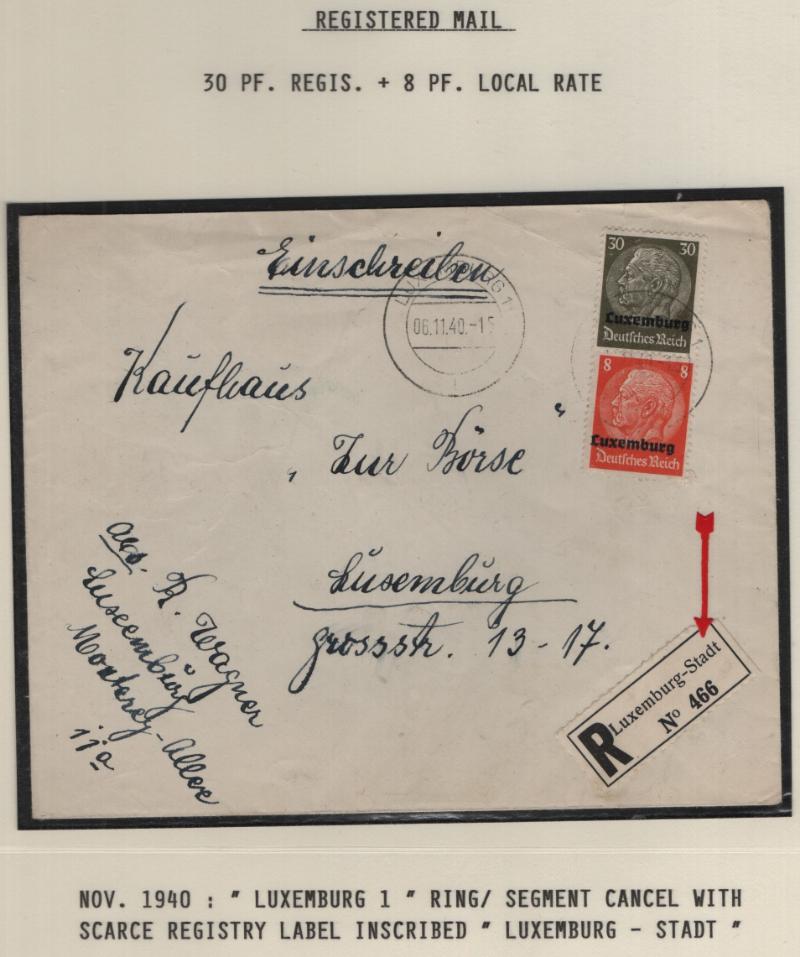 REGISTERED MAIL
30 PF. REGIS. + 8 PF. LOCAL RATE
Einschreiben
LUXEMBURG 1
06.11.40.-15
30 30
Luxemburg
Deutsches Reich
8 8
Luxemburg
Deutsches Reich
Kaufhaus
„ Zur Börse "
Luxemburg
grossstr. 13-17.
abs. R. Wagner
Luxemburg
Monterey-Allee
11a
R Luxemburg-Stadt
No 466
NOV. 1940 : " LUXEMBURG 1 " RING/ SEGMENT CANCEL WITH
SCARCE REGISTRY LABEL INSCRIBED " LUXEMBURG - STADT "